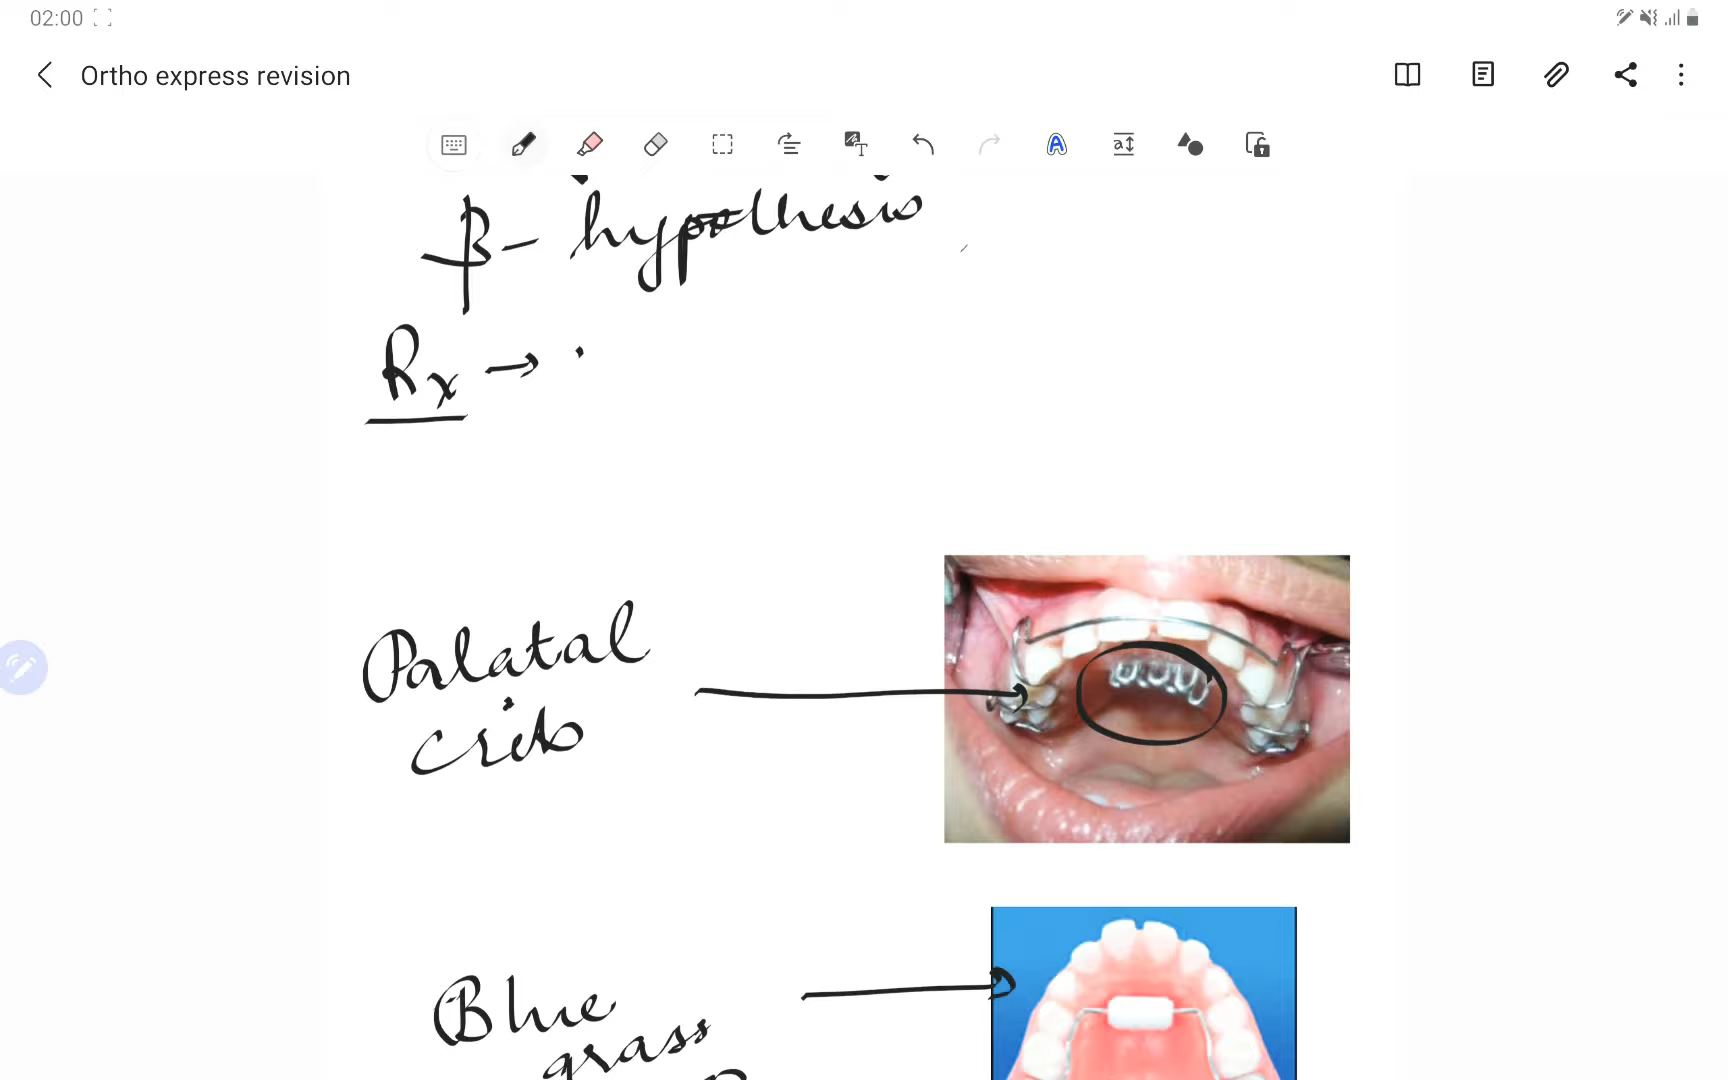 02:00
Ortho express revision
β- hypothesis
Rx →
Palatal
crib
Blue
grass